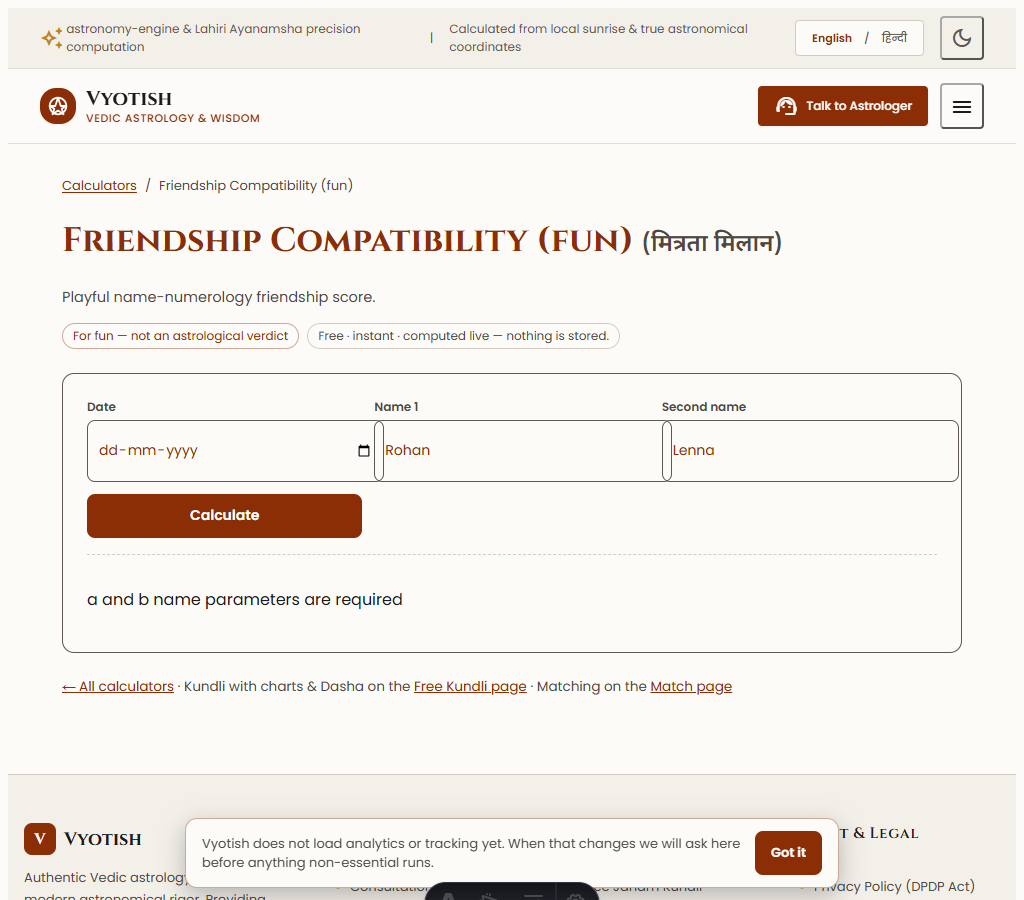 astronomy-engine & Lahiri Ayanamsha precision computation
|
Calculated from local sunrise & true astronomical coordinates
English / हिन्दी
Vyotish
VEDIC ASTROLOGY & WISDOM
Talk to Astrologer
Calculators / Friendship Compatibility (fun)
Friendship Compatibility (fun) (मित्रता मिलान)
Playful name-numerology friendship score.
For fun — not an astrological verdict
Free · instant · computed live — nothing is stored.
Date
Name 1
Second name
dd-mm-yyyy
Rohan
Lenna
Calculate
a and b name parameters are required
← All calculators · Kundli with charts & Dasha on the Free Kundli page · Matching on the Match page
V Vyotish
Authentic Vedic astrology
Vyotish does not load analytics or tracking yet. When that changes we will ask here
before anything non-essential runs.
Got it
& Legal
Privacy Policy (DPDP Act)